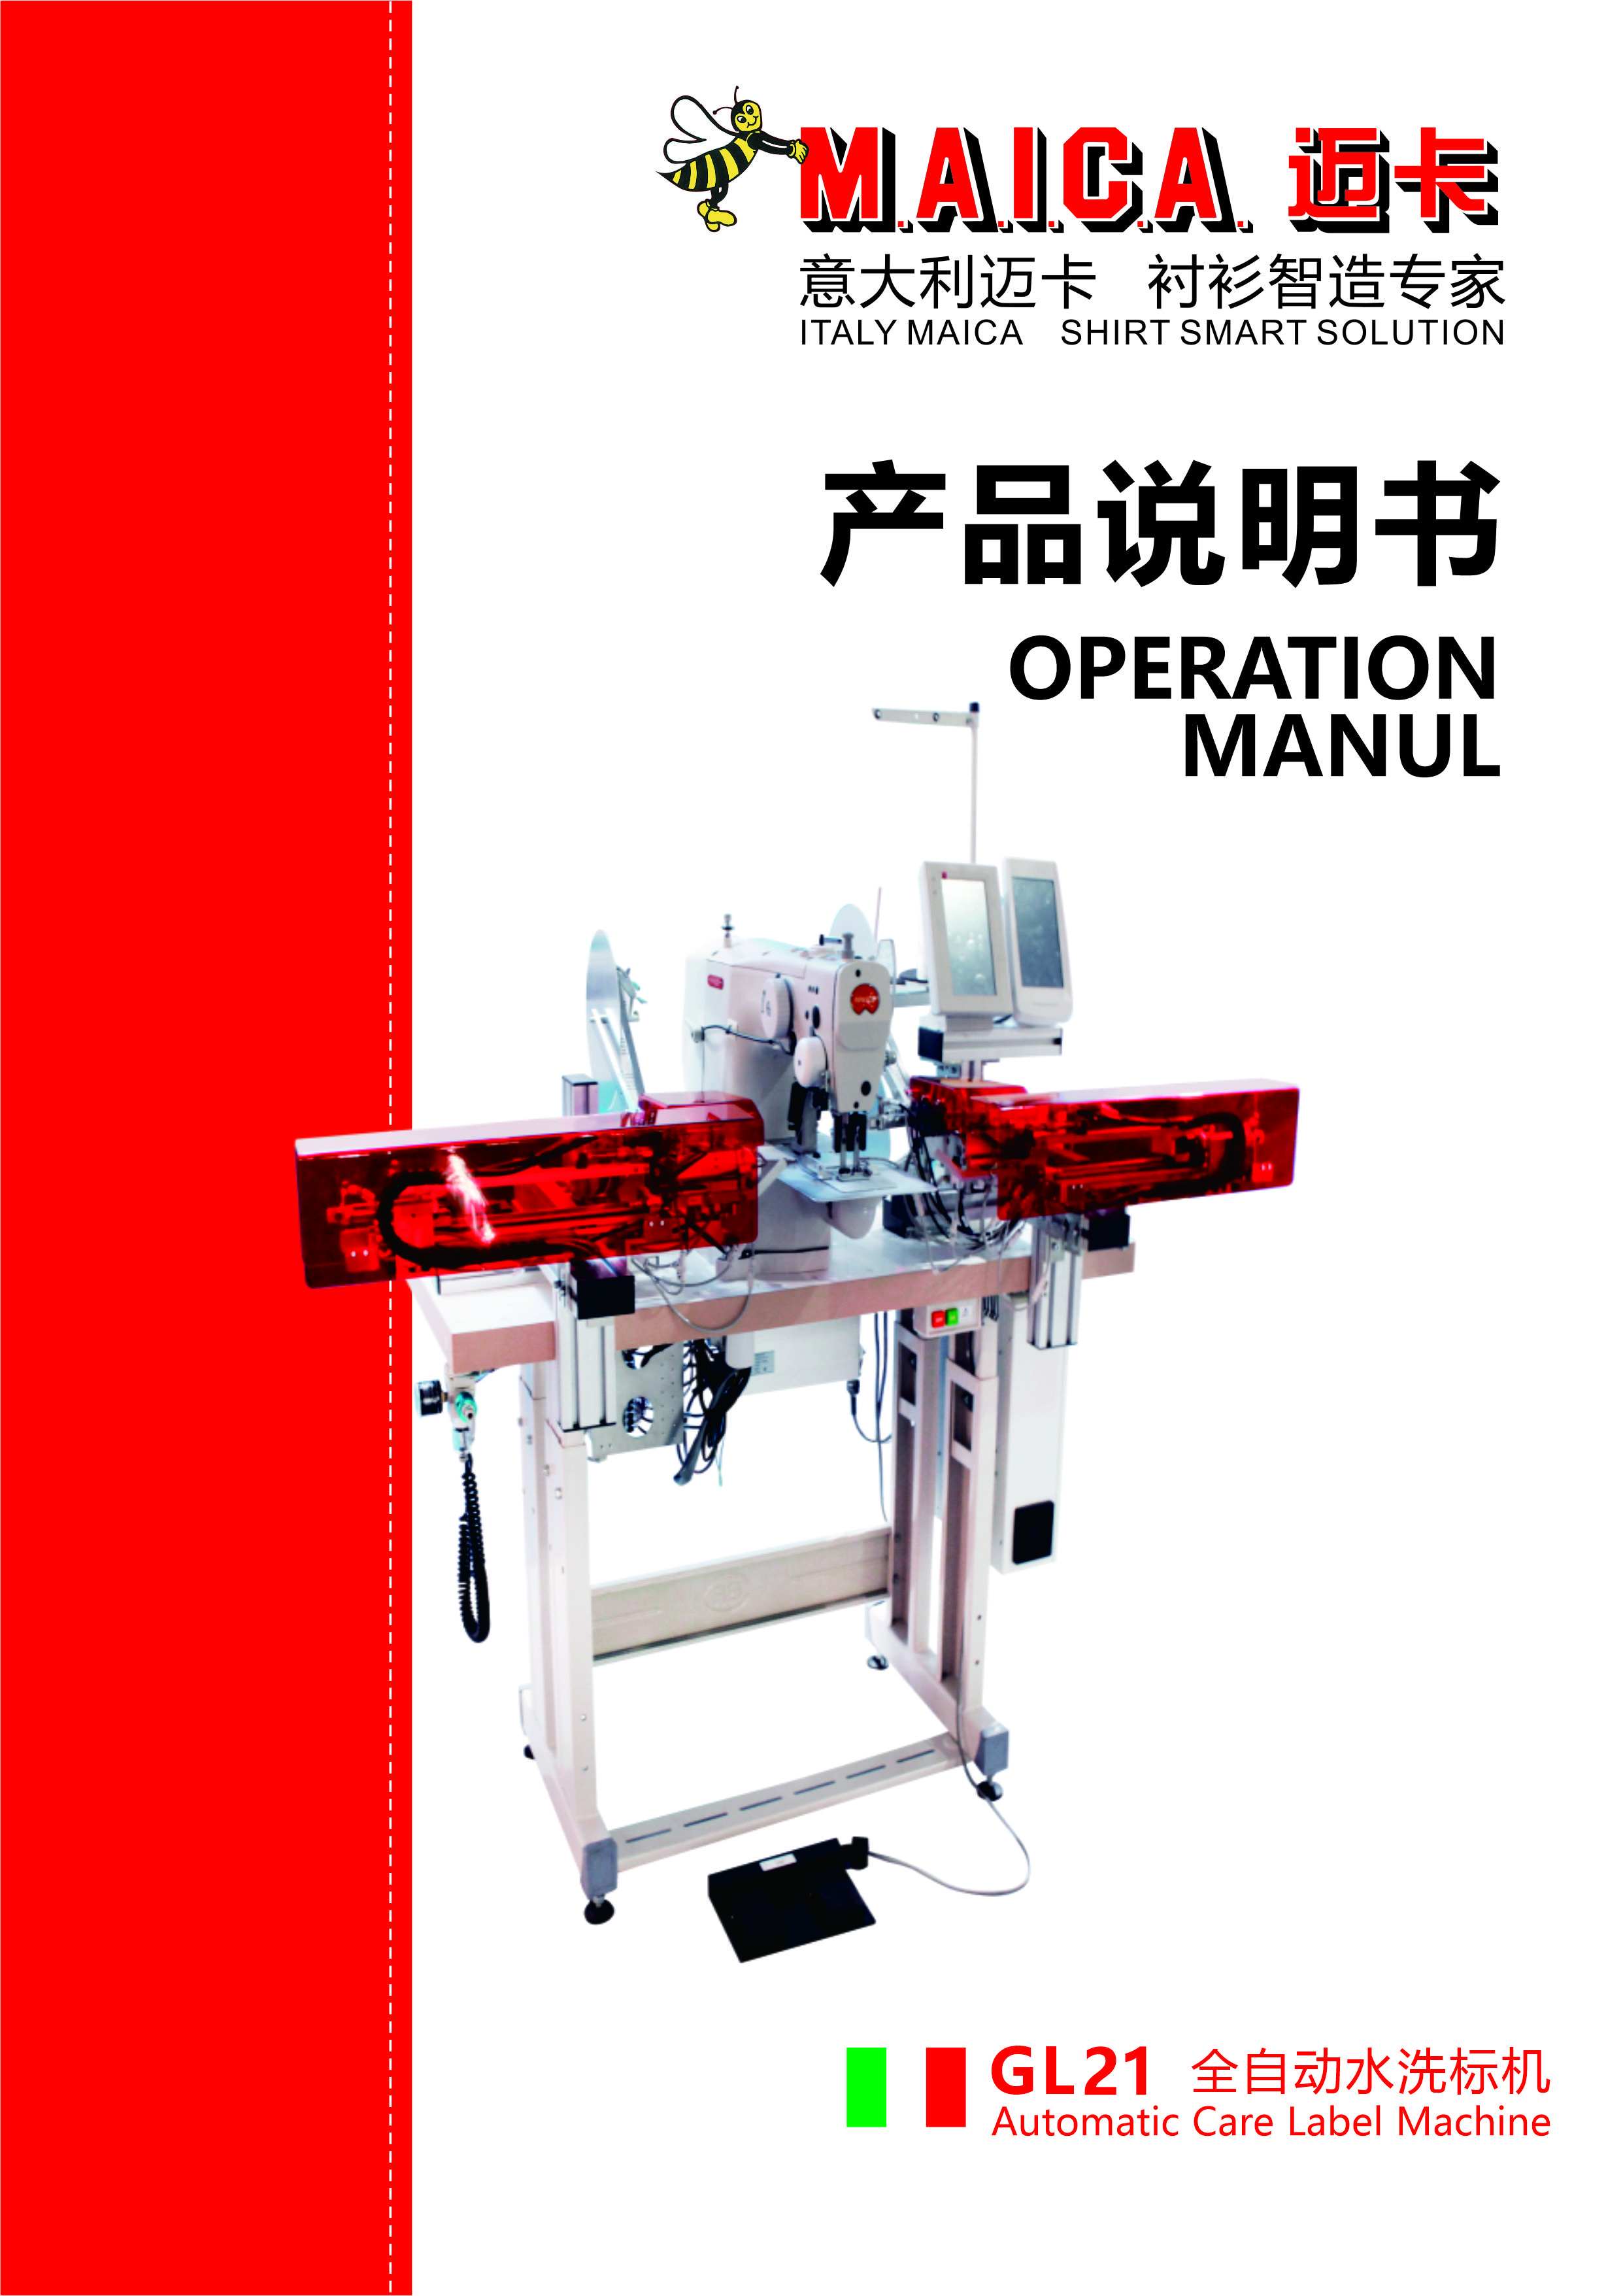 M.A.I.C.A. 迈卡
意大利迈卡 衬衫智造专家
ITALY MAICA SHIRT SMART SOLUTION
产品说明书
OPERATION
MANUL
GL21 全自动水洗标机
Automatic Care Label Machine